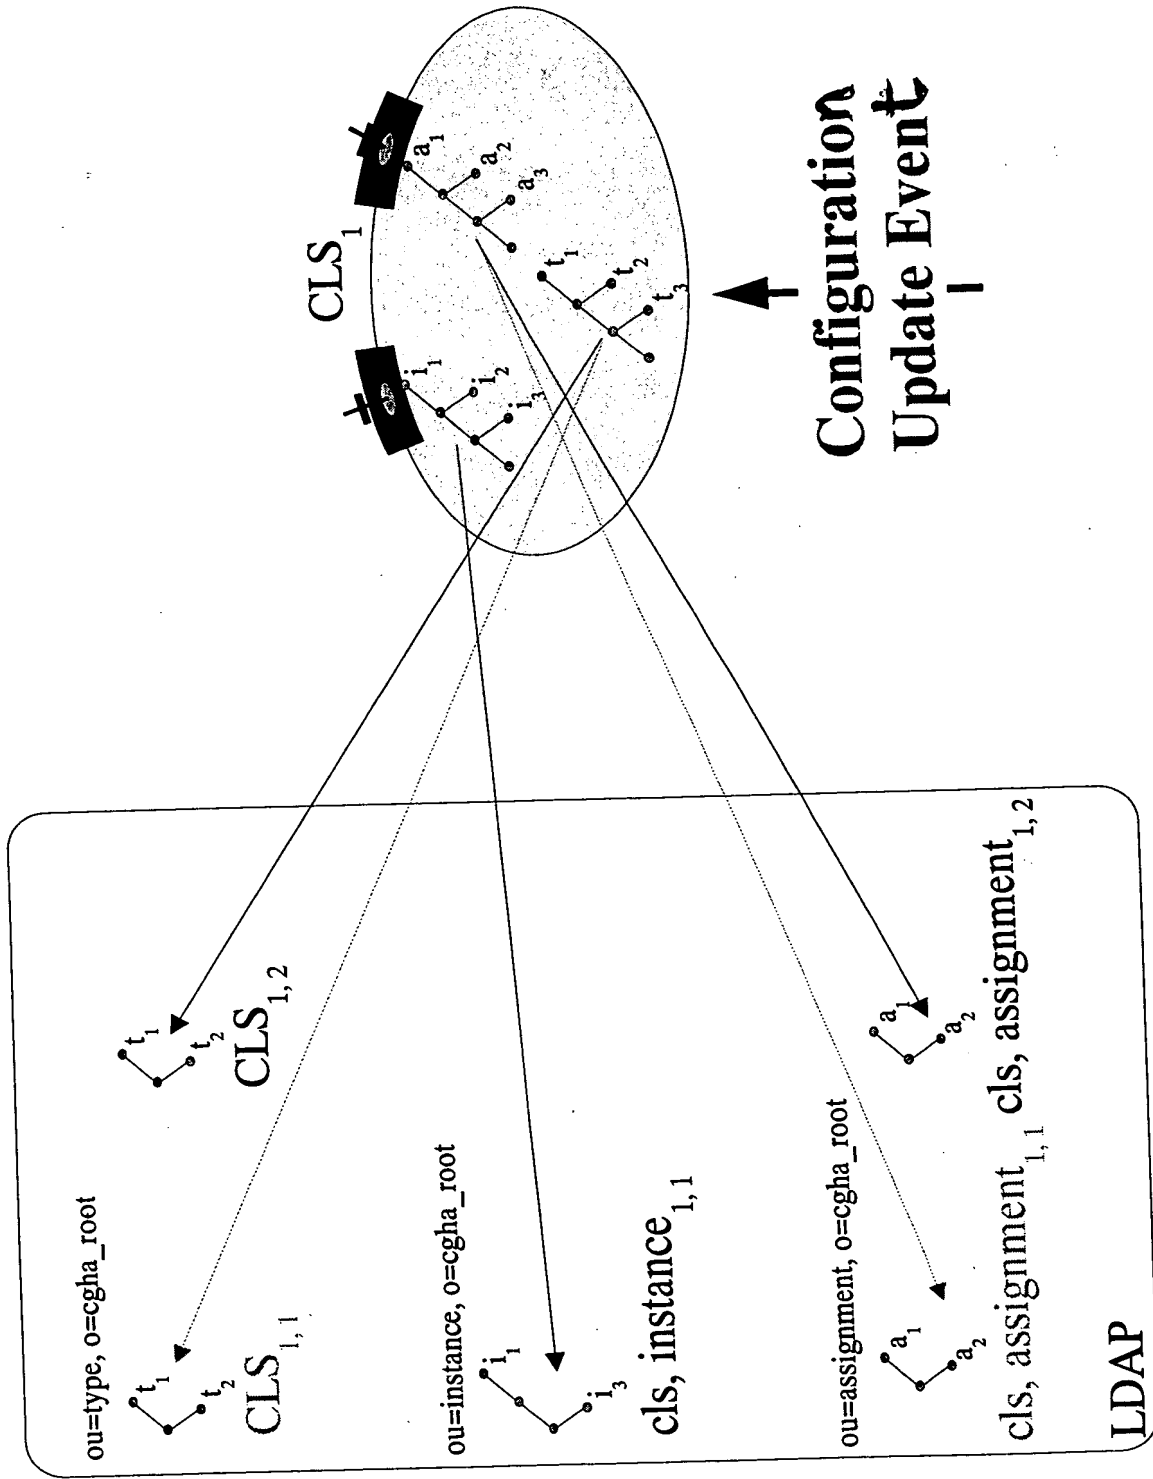 ou=type, o=cgha_root
t1
t2
CLS1, 1
t1
t2
CLS1, 2
ou=instance, o=cgha_root
i1
i3
cls, instance1, 1
ou=assignment, o=cgha_root
a1
a2
cls, assignment1, 1
a1
a2
cls, assignment1, 2
LDAP
CLS1
i1
i2
i3
a1
a2
a3
t1
t2
t3
Configuration
Update Event